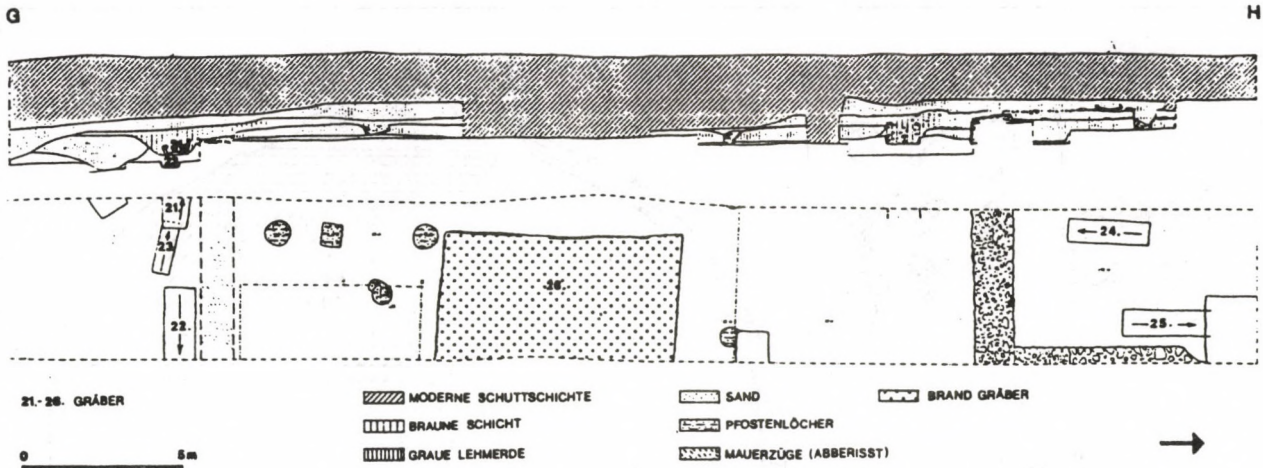 G H
21.
23.
22.
26.
24.
25.
21.-26. GRÄBER
MODERNE SCHUTTSCHICHTE
BRAUNE SCHICHT
GRAUE LEHMERDE
SAND
PFOSTENLÖCHER
MAUERZÜGE (ABBERISST)
BRAND GRÄBER
0 5m